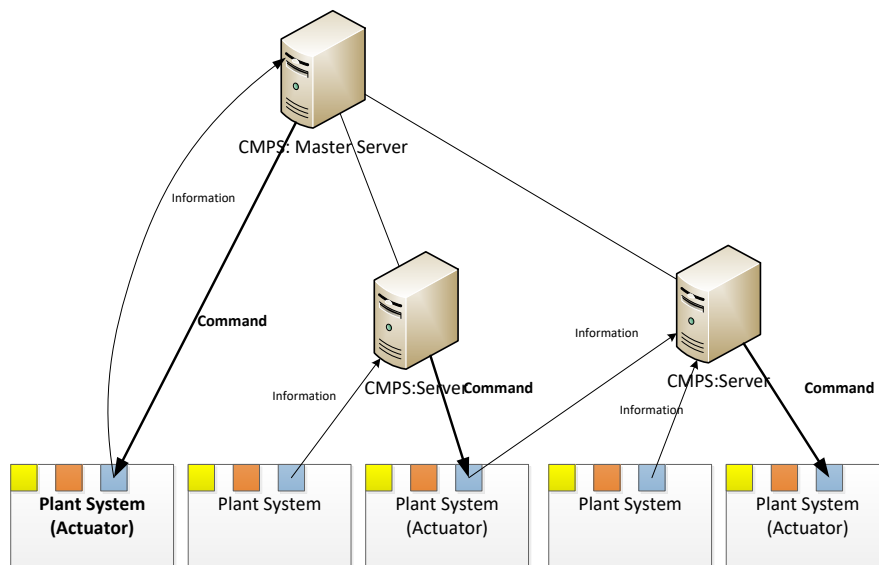 CMPS: Master Server
Information
Command
Information
CMPS:Server
Command
Information
CMPS:Server
Information
Command
Plant System
(Actuator)
Plant System
Plant System
(Actuator)
Plant System
Plant System
(Actuator)